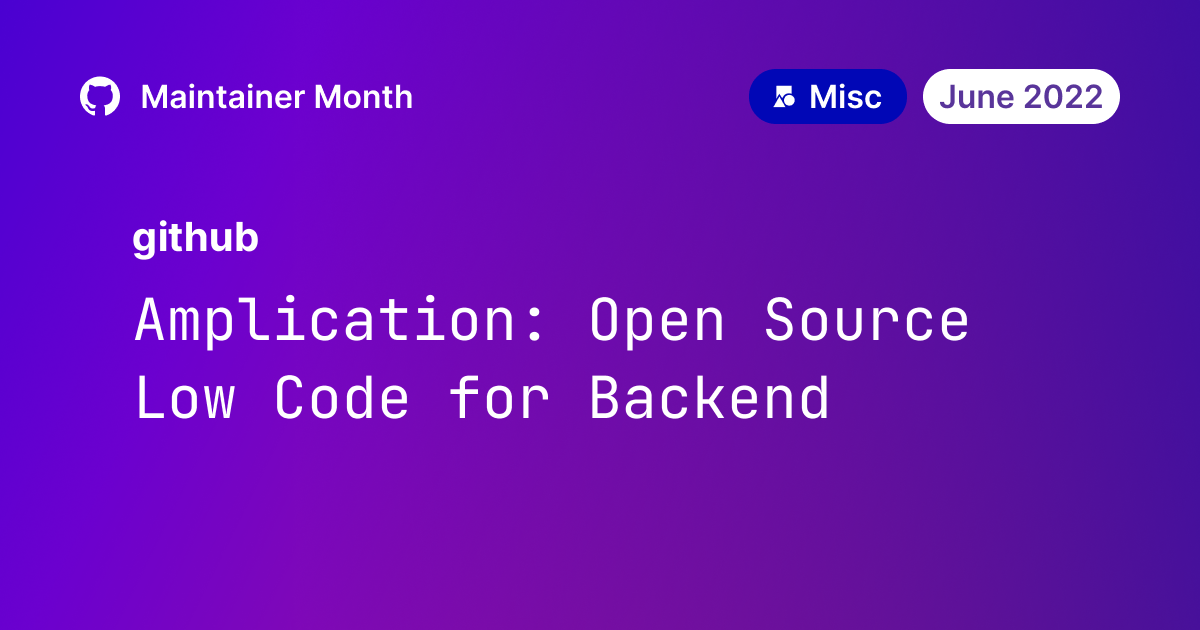 Maintainer Month
Misc
June 2022
github
Amplication: Open Source
Low Code for Backend